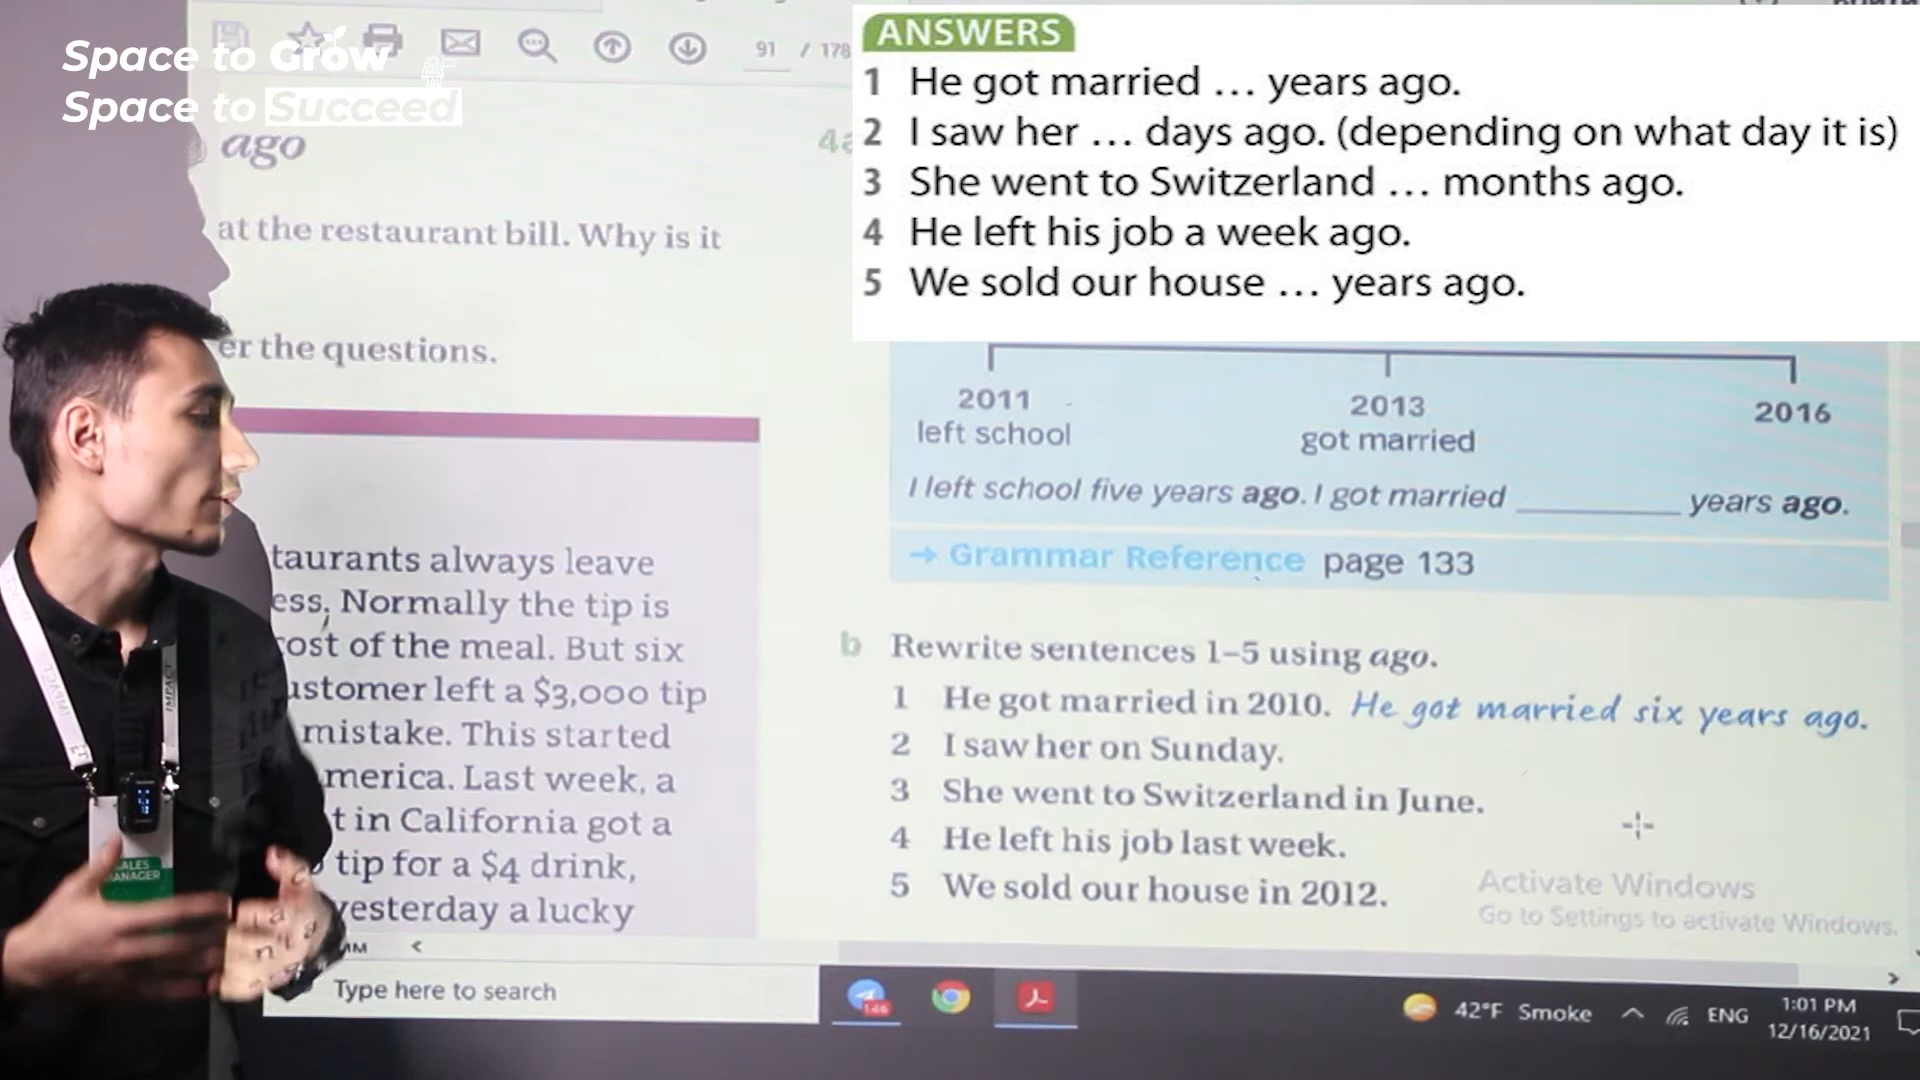 Space to Grow
Space to Succeed
91 / 178
ANSWERS
1 He got married ... years ago.
2 I saw her ... days ago. (depending on what day it is)
3 She went to Switzerland ... months ago.
4 He left his job a week ago.
5 We sold our house ... years ago.
ago
at the restaurant bill. Why is it
er the questions.
taurants always leave
ess. Normally the tip is
cost of the meal. But six
ustomer left a $3,000 tip
mistake. This started
merica. Last week, a
t in California got a
tip for a $4 drink,
yesterday a lucky
2011
left school
2013
got married
2016
I left school five years ago. I got married ________ years ago.
→ Grammar Reference page 133
b Rewrite sentences 1–5 using ago.
1 He got married in 2010. He got married six years ago.
2 I saw her on Sunday.
3 She went to Switzerland in June.
4 He left his job last week.
5 We sold our house in 2012.
Activate Windows
Go to Settings to activate Windows.
IMPACT
Type here to search
146
42°F Smoke
ENG
1:01 PM
12/16/2021